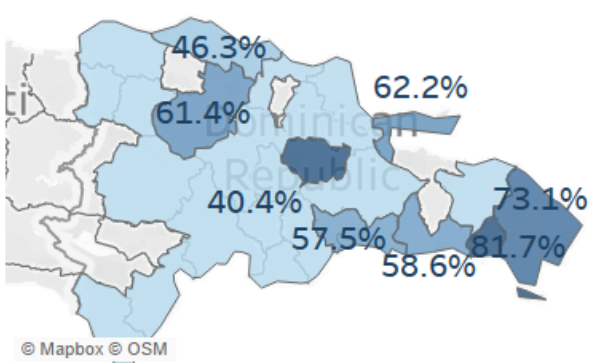 46.3%
62.2%
ti
61.4%
Dominican
Republic
73.1%
40.4%
57.5%
81.7%
58.6%
© Mapbox © OSM